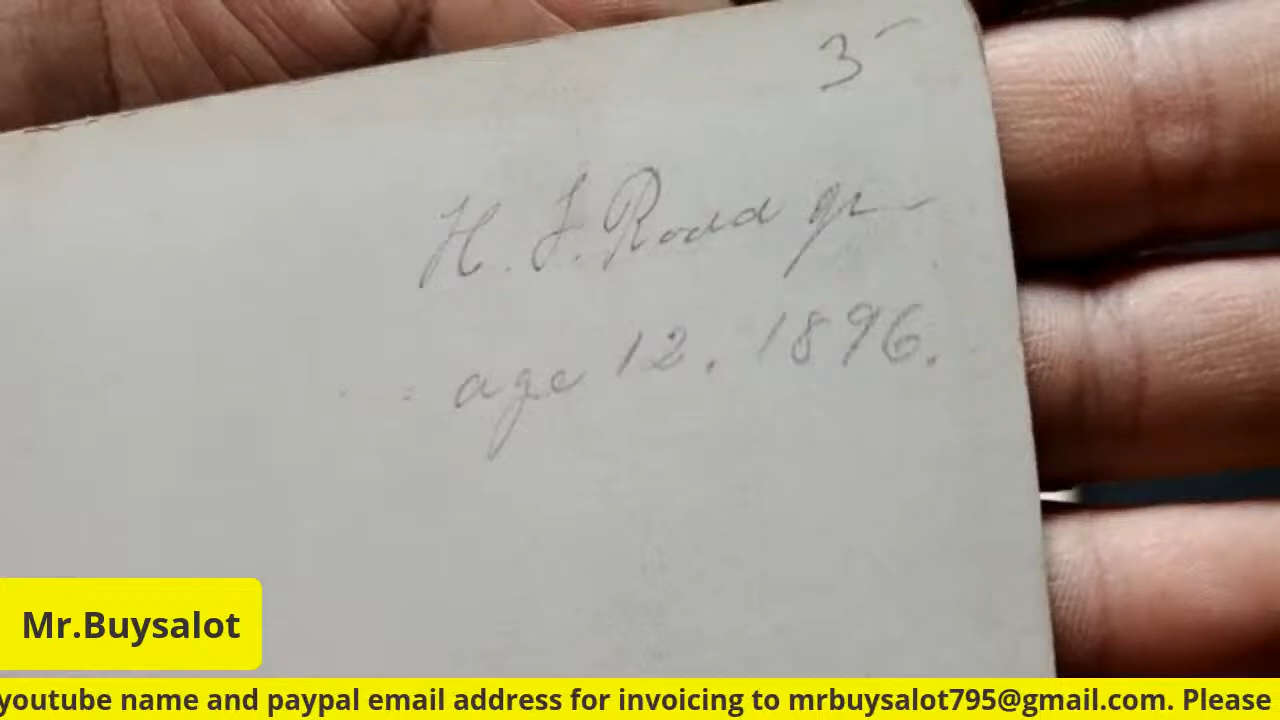 3-
H. J. Roadd jr
age 12. 1896.
Mr.Buysalot
youtube name and paypal email address for invoicing to mrbuysalot795@gmail.com. Please